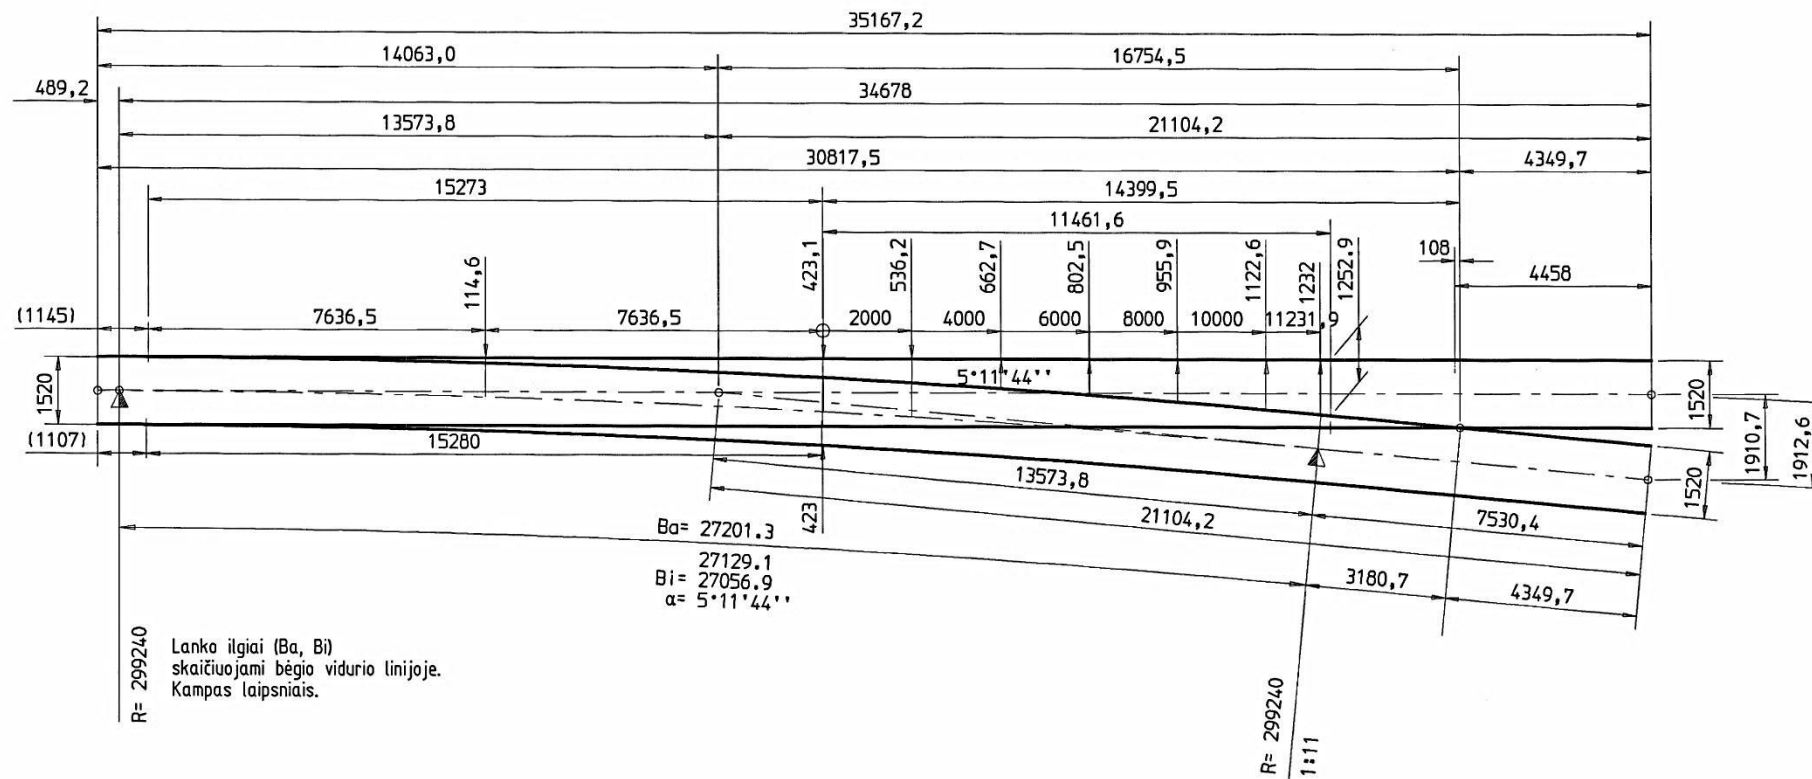 35167,2
14063,0 16754,5
489,2 34678
13573,8 21104,2
30817,5 4349,7
15273 14399,5
11461,6
114,6 423,1 536,2 662,7 802,5 955,9 1122,6 1232 1252.9 108
4458
(1145) 7636,5 7636,5 2000 4000 6000 8000 10000 11231,9
5°11'44''
1520 1520 1910,7 1912,6
(1107) 15280
423 13573,8 1520
21104,2 7530,4
Ba= 27201.3
27129.1
Bi= 27056.9
α= 5°11'44''
3180,7 4349,7
R= 299240
Lanko ilgiai (Ba, Bi)
skaičiuojami bėgio vidurio linijoje.
Kampas laipsniais.
R= 299240
1:11